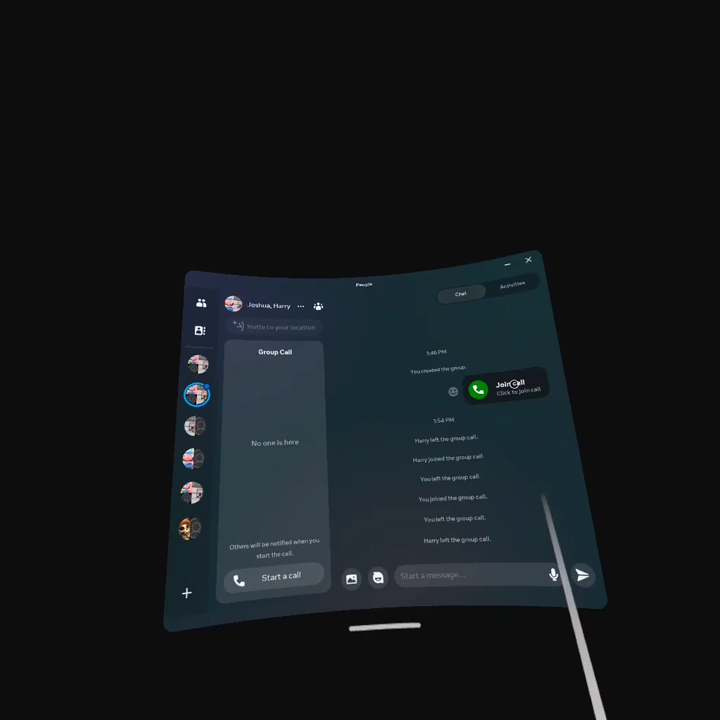 People
Joshua, Harry
Invite to your location
Group Call
No one is here
Others will be notified when you
start the call.
Start a call
Chat
Activities
5:46 PM
You created the group.
Join call
Click to join call
5:54 PM
Harry left the group call.
Harry joined the group call.
You left the group call.
You joined the group call.
You left the group call.
Harry left the group call.
Start a message...